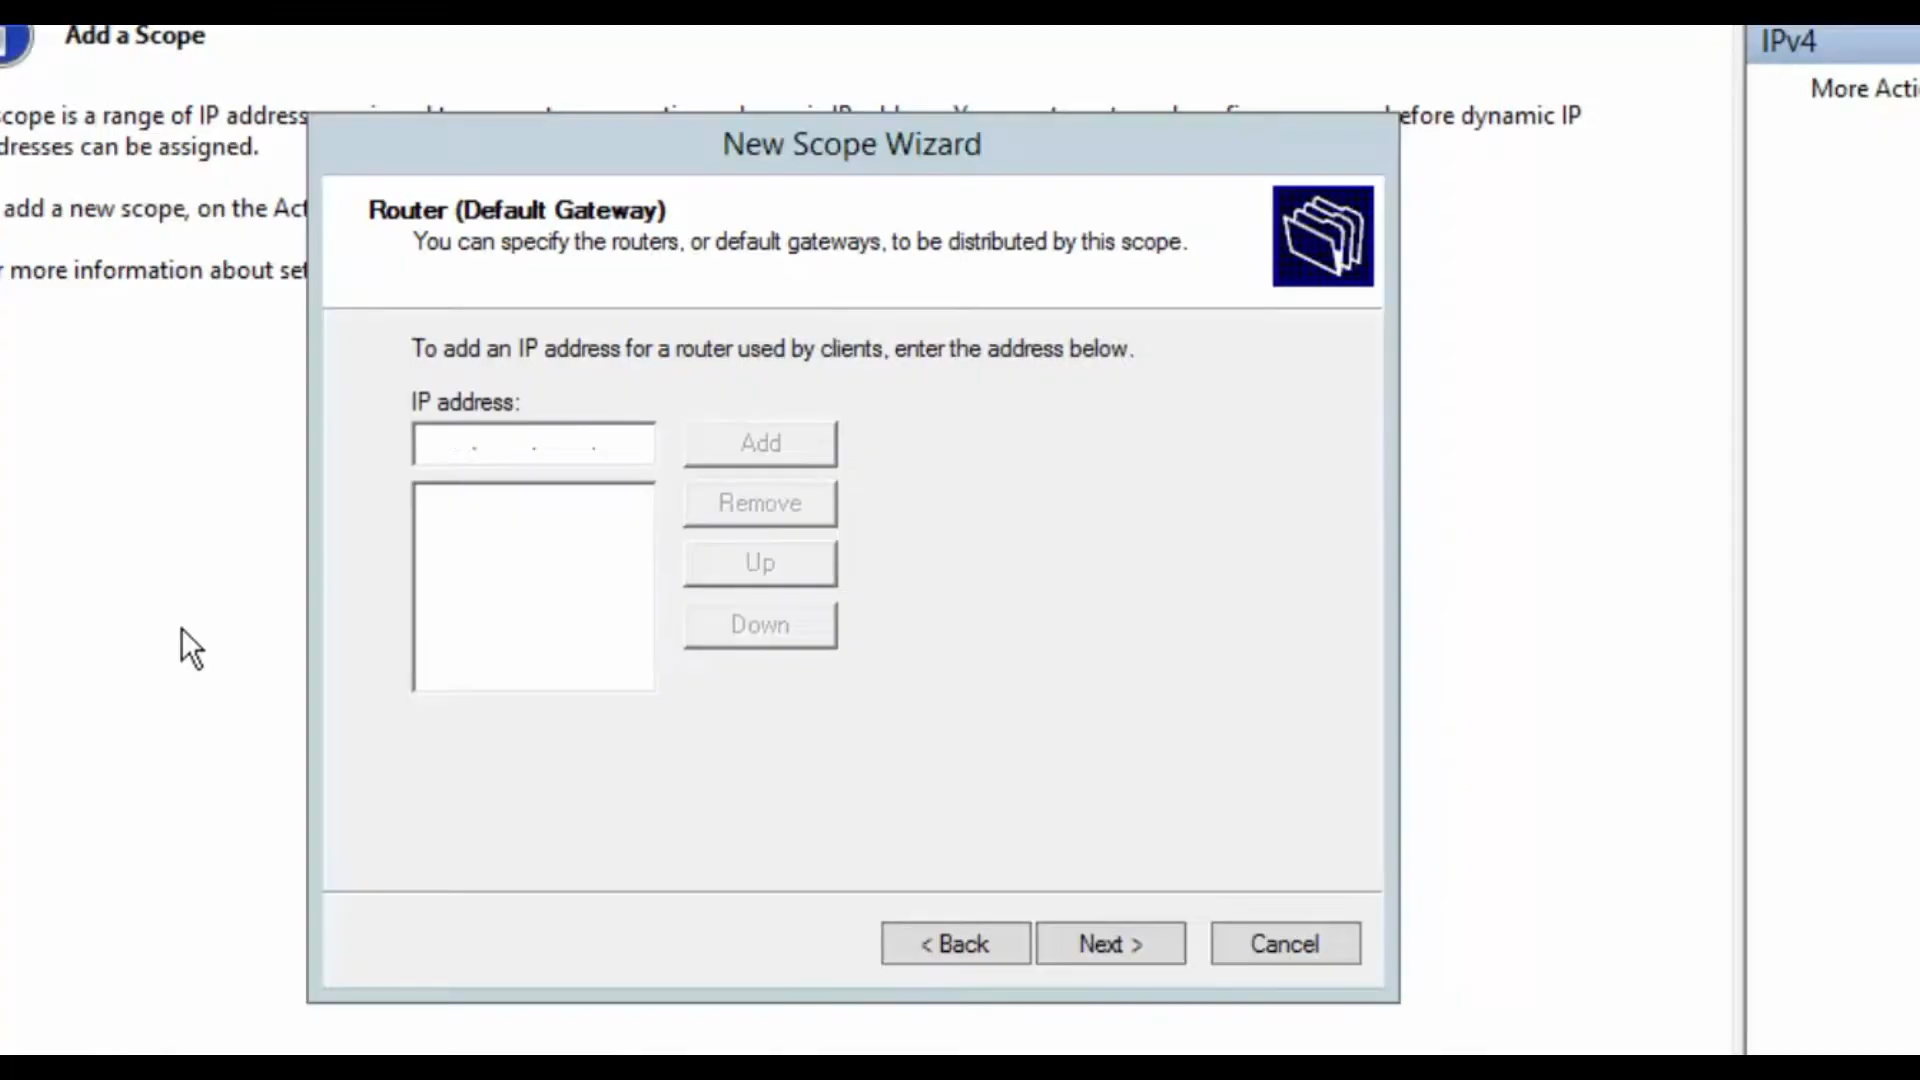 Add a Scope
IPv4
More Acti
scope is a range of IP address
efore dynamic IP
dresses can be assigned.
add a new scope, on the Act
r more information about set
New Scope Wizard
Router (Default Gateway)
You can specify the routers, or default gateways, to be distributed by this scope.
To add an IP address for a router used by clients, enter the address below.
IP address:
. . .
Add
Remove
Up
Down
< Back
Next >
Cancel